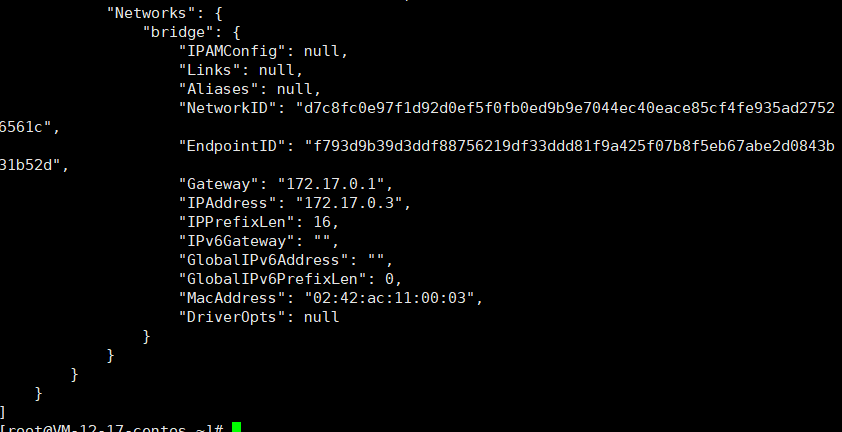 "Networks": {
"bridge": {
"IPAMConfig": null,
"Links": null,
"Aliases": null,
"NetworkID": "d7c8fc0e97f1d92d0ef5f0fb0ed9b9e7044ec40eace85cf4fe935ad2752
6561c",
"EndpointID": "f793d9b39d3ddf88756219df33ddd81f9a425f07b8f5eb67abe2d0843b
31b52d",
"Gateway": "172.17.0.1",
"IPAddress": "172.17.0.3",
"IPPrefixLen": 16,
"IPv6Gateway": "",
"GlobalIPv6Address": "",
"GlobalIPv6PrefixLen": 0,
"MacAddress": "02:42:ac:11:00:03",
"DriverOpts": null
}
}
}
}
]
[root@VM-12-17-centos ~]#